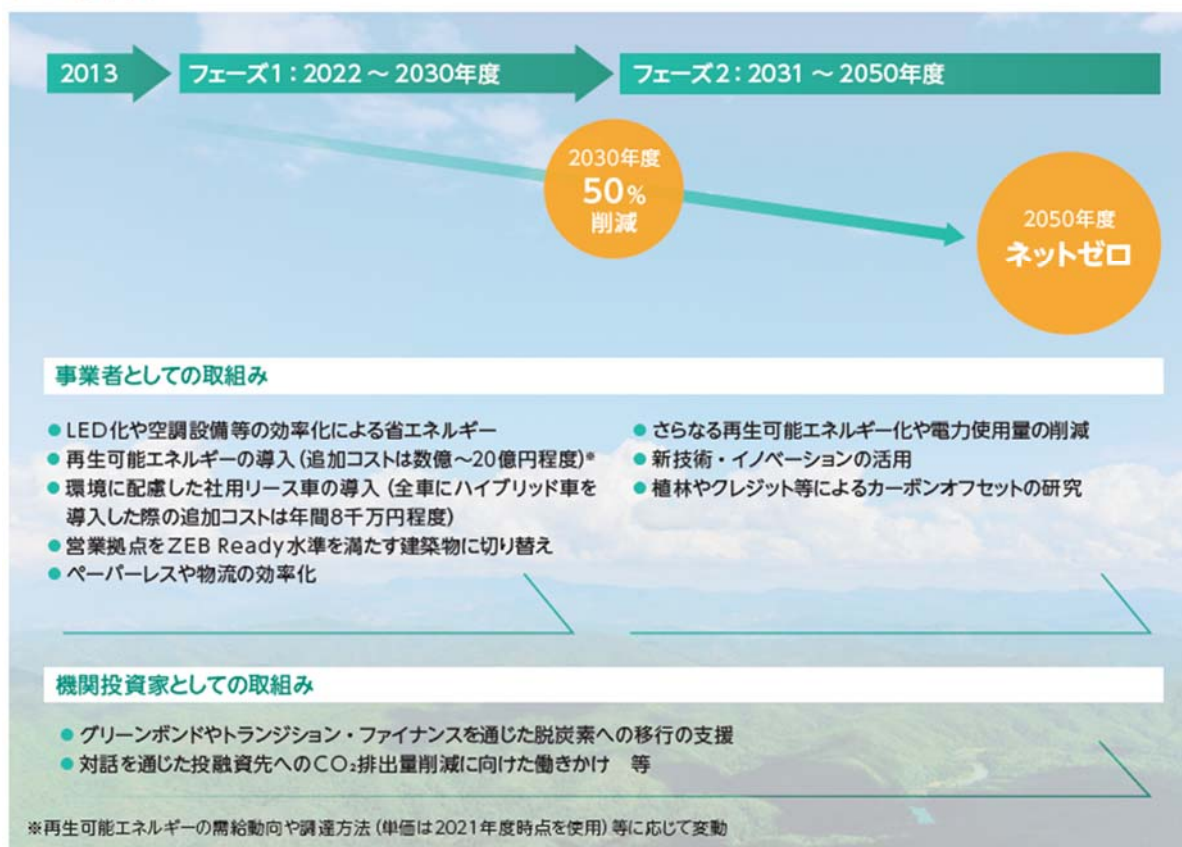 2013
フェーズ1：2022 ～ 2030年度
フェーズ2：2031 ～ 2050年度
2030年度
50%
削減
2050年度
ネットゼロ
事業者としての取組み
● LED化や空調設備等の効率化による省エネルギー
● 再生可能エネルギーの導入（追加コストは数億～20億円程度）※
● 環境に配慮した社用リース車の導入（全車にハイブリッド車を
導入した際の追加コストは年間8千万円程度）
● 営業拠点をZEB Ready水準を満たす建築物に切り替え
● ペーパーレスや物流の効率化
● さらなる再生可能エネルギー化や電力使用量の削減
● 新技術・イノベーションの活用
● 植林やクレジット等によるカーボンオフセットの研究
機関投資家としての取組み
● グリーンボンドやトランジション・ファイナンスを通じた脱炭素への移行の支援
● 対話を通じた投融資先へのCO₂排出量削減に向けた働きかけ　等
※再生可能エネルギーの需給動向や調達方法（単価は2021年度時点を使用）等に応じて変動